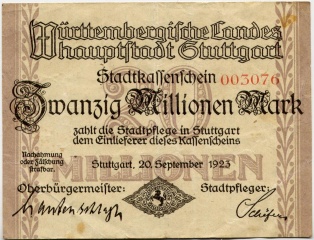 Württembergische Landes
hauptstadt Stuttgart
Stadtkassenschein 003076
Zwanzig Millionen Mark
zahlt die Stadtpflege in Stuttgart
dem Einlieferer dieses Kassenscheins
Nachahmung
oder Fälschung
strafbar.
Stuttgart, 20. September 1923
MILLIONEN
Oberbürgermeister: Stadtpfleger: